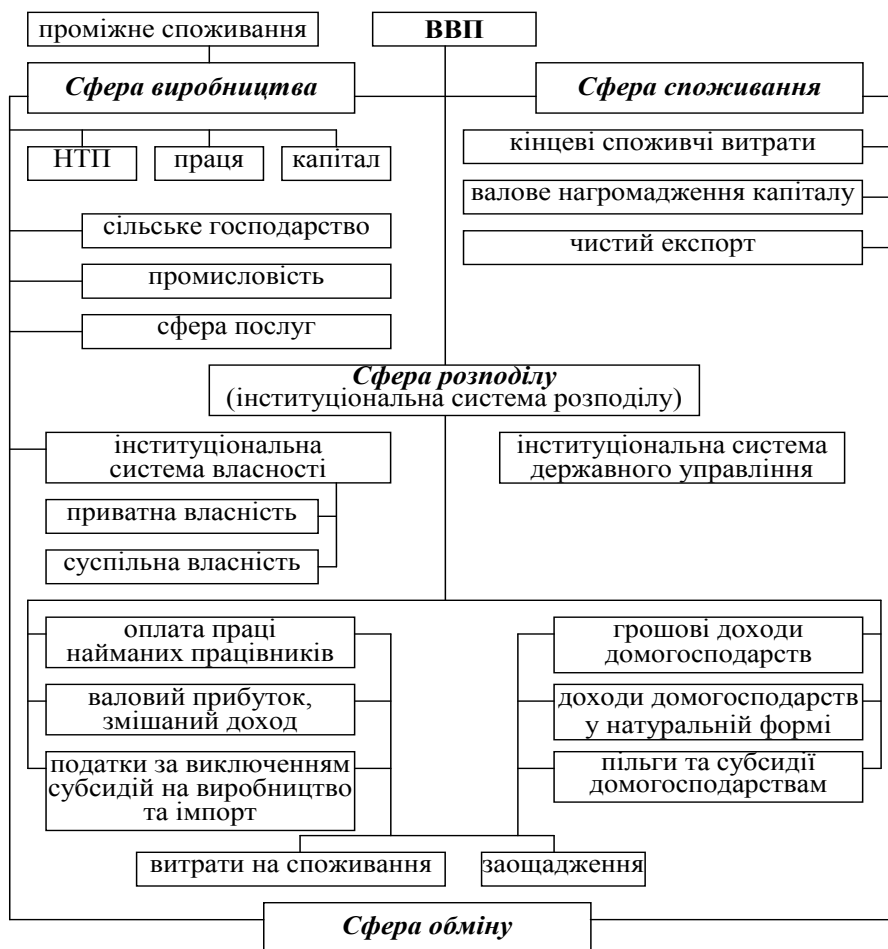 проміжне споживання
ВВП
Сфера виробництва
Сфера споживання
НТП
праця
капітал
кінцеві споживчі витрати
валове нагромадження капіталу
чистий експорт
сільське господарство
промисловість
сфера послуг
Сфера розподілу
(інституціональна система розподілу)
інституціональна
система власності
інституціональна система
державного управління
приватна власність
суспільна власність
оплата праці
найманих працівників
грошові доходи
домогосподарств
валовий прибуток,
змішаний доход
доходи домогосподарств
у натуральній формі
податки за виключенням
субсидій на виробництво
та імпорт
пільги та субсидії
домогосподарствам
витрати на споживання
заощадження
Сфера обміну